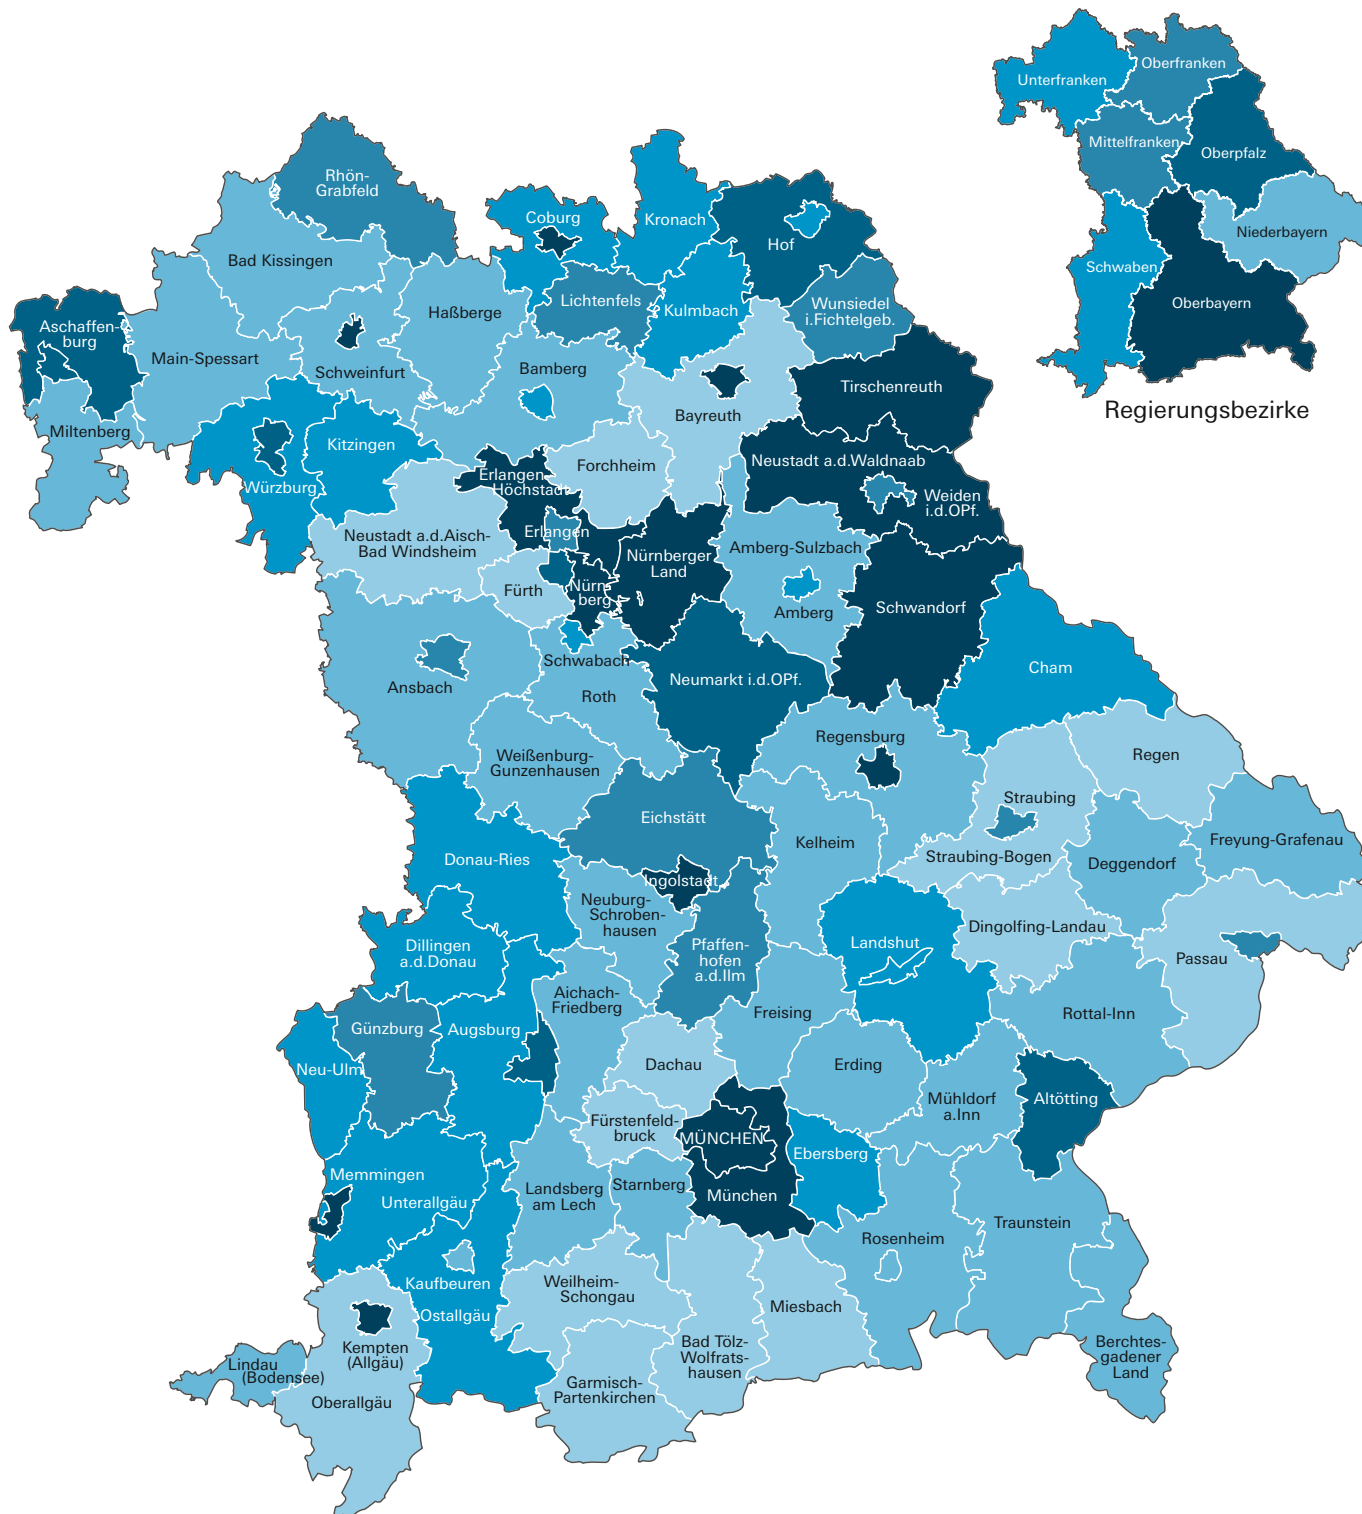 Unterfranken
Oberfranken
Mittelfranken
Oberpfalz
Niederbayern
Schwaben
Oberbayern
Regierungsbezirke
Rhön-
Grabfeld
Coburg
Kronach
Hof
Bad Kissingen
Lichtenfels
Haßberge
Kulmbach
Wunsiedel
i.Fichtelgeb.
Aschaffen-
burg
Main-Spessart
Schweinfurt
Bamberg
Bayreuth
Tirschenreuth
Miltenberg
Kitzingen
Würzburg
Forchheim
Erlangen-
Höchstadt
Neustadt a.d.Waldnaab
Weiden
i.d.OPf.
Neustadt a.d.Aisch-
Bad Windsheim
Erlangen
Nürnberger
Land
Amberg-Sulzbach
Fürth
Nürn-
berg
Amberg
Schwandorf
Schwabach
Ansbach
Roth
Neumarkt i.d.OPf.
Cham
Weißenburg-
Gunzenhausen
Regensburg
Regen
Straubing
Eichstätt
Kelheim
Freyung-Grafenau
Donau-Ries
Straubing-Bogen
Deggendorf
Ingolstadt
Neuburg-
Schroben-
hausen
Dingolfing-Landau
Dillingen
a.d.Donau
Pfaffen-
hofen
a.d.Ilm
Landshut
Passau
Aichach-
Friedberg
Freising
Rottal-Inn
Günzburg
Augsburg
Neu-Ulm
Dachau
Erding
Mühldorf
a.Inn
Altötting
Fürstenfeld-
bruck
MÜNCHEN
Ebersberg
Memmingen
Unterallgäu
Landsberg
am Lech
Starnberg
München
Traunstein
Rosenheim
Kaufbeuren
Ostallgäu
Weilheim-
Schongau
Miesbach
Kempten
(Allgäu)
Bad Tölz-
Wolfrats-
hausen
Berchtes-
gadener
Land
Lindau
(Bodensee)
Oberallgäu
Garmisch-
Partenkirchen